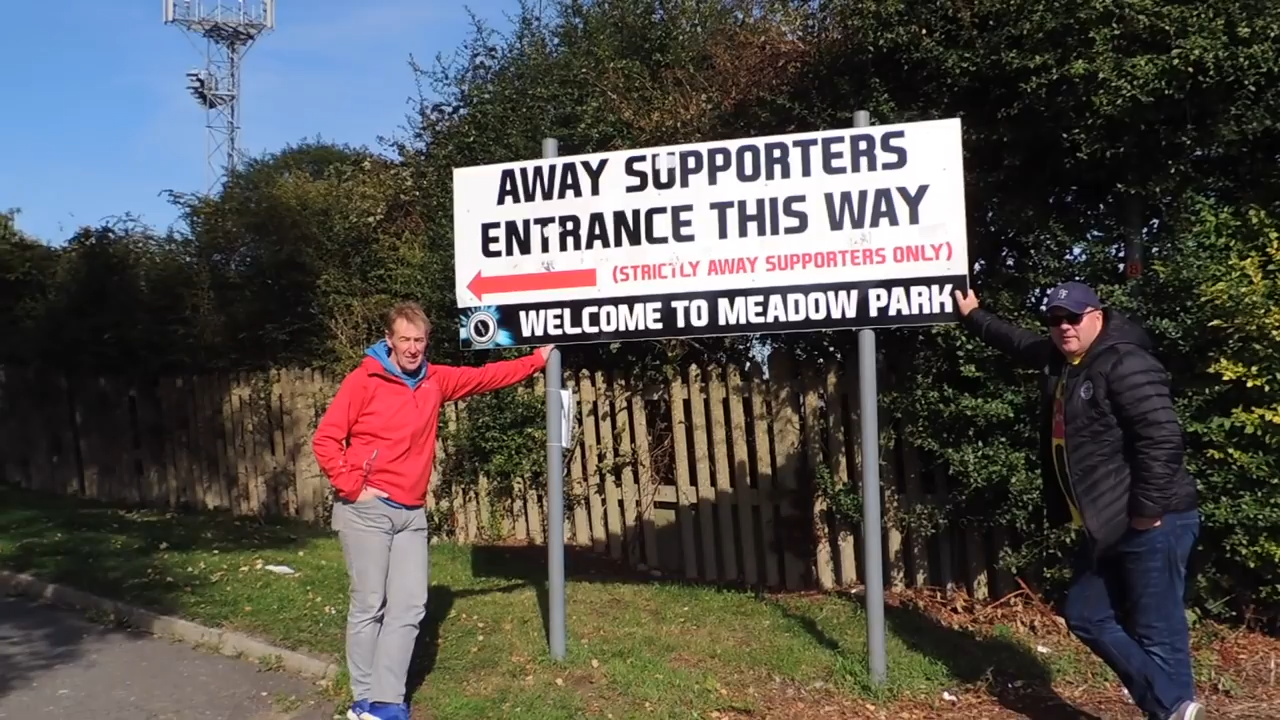 AWAY SUPPORTERS
ENTRANCE THIS WAY
(STRICTLY AWAY SUPPORTERS ONLY)
WELCOME TO MEADOW PARK